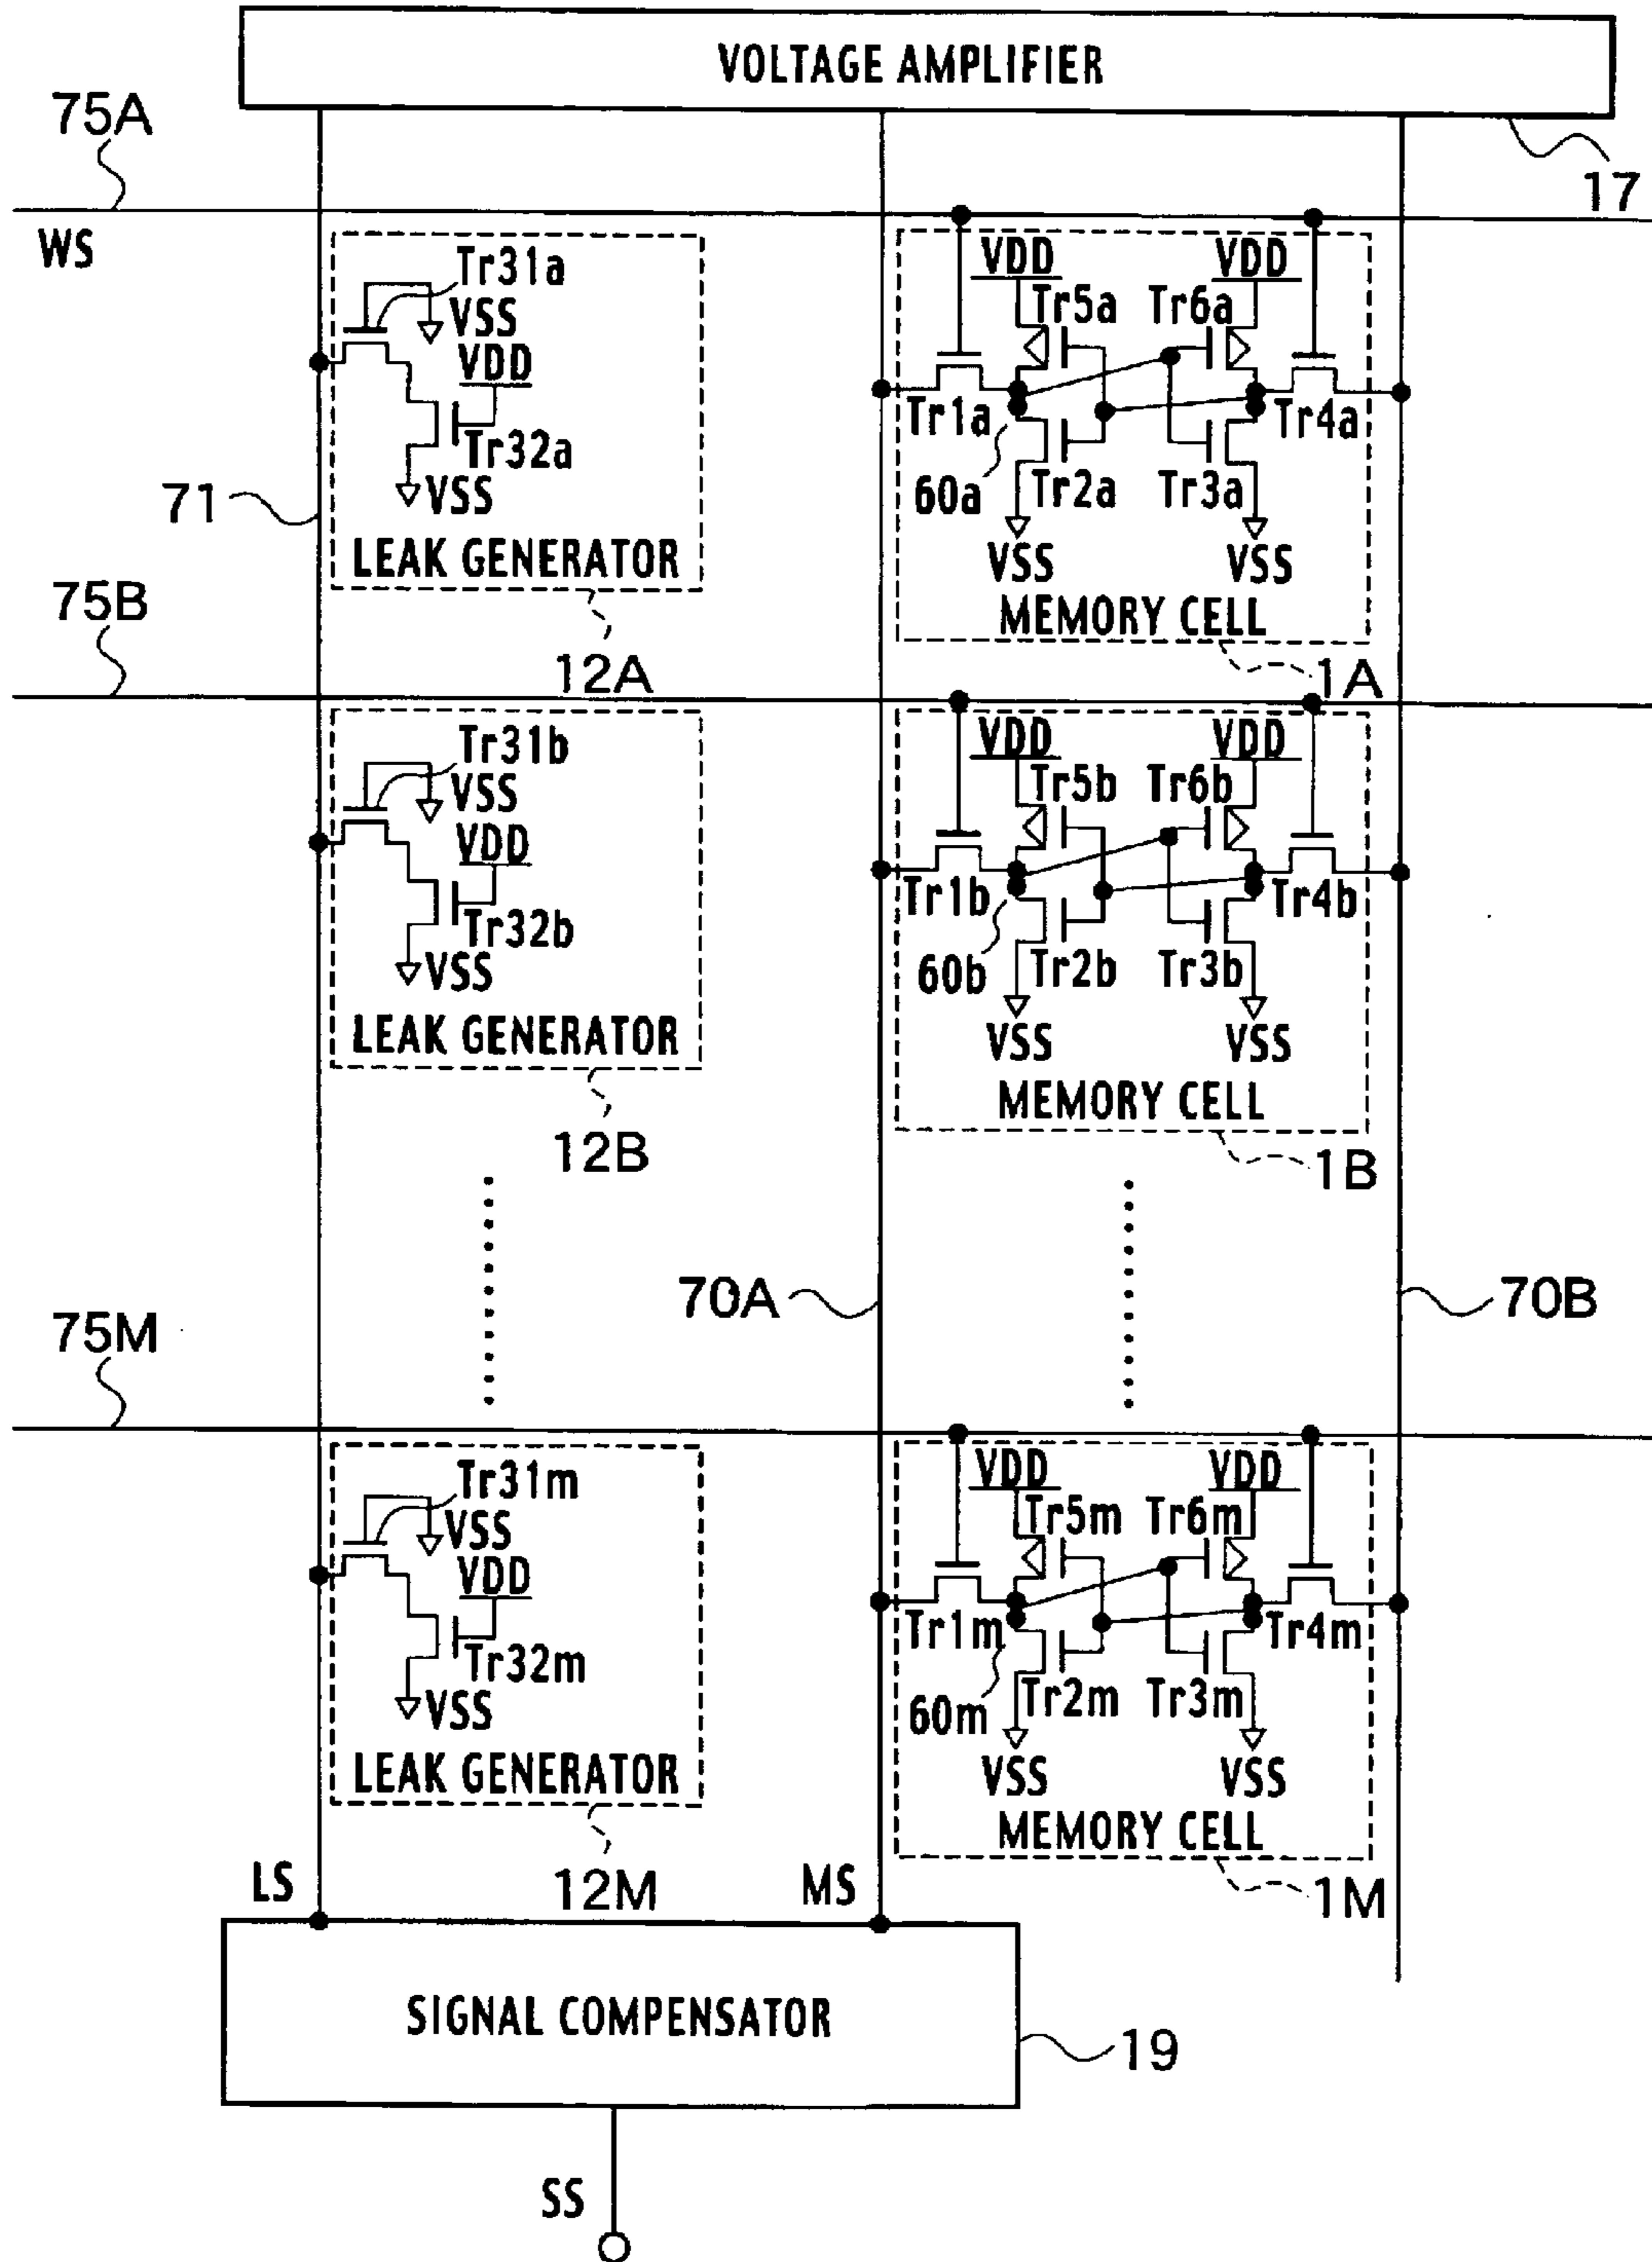 VOLTAGE AMPLIFIER
75A
17
WS
Tr31a
VSS
VDD
Tr32a
VSS
LEAK GENERATOR
12A
71
VDD
VDD
Tr5a
Tr6a
Tr1a
Tr4a
60a
Tr2a
Tr3a
VSS
VSS
MEMORY CELL
1A
75B
Tr31b
VSS
VDD
Tr32b
VSS
LEAK GENERATOR
12B
VDD
VDD
Tr5b
Tr6b
Tr1b
Tr4b
60b
Tr2b
Tr3b
VSS
VSS
MEMORY CELL
1B
70A
70B
75M
Tr31m
VSS
VDD
Tr32m
VSS
LEAK GENERATOR
12M
VDD
VDD
Tr5m
Tr6m
Tr1m
Tr4m
60m
Tr2m
Tr3m
VSS
VSS
MEMORY CELL
1M
LS
MS
SIGNAL COMPENSATOR
19
SS